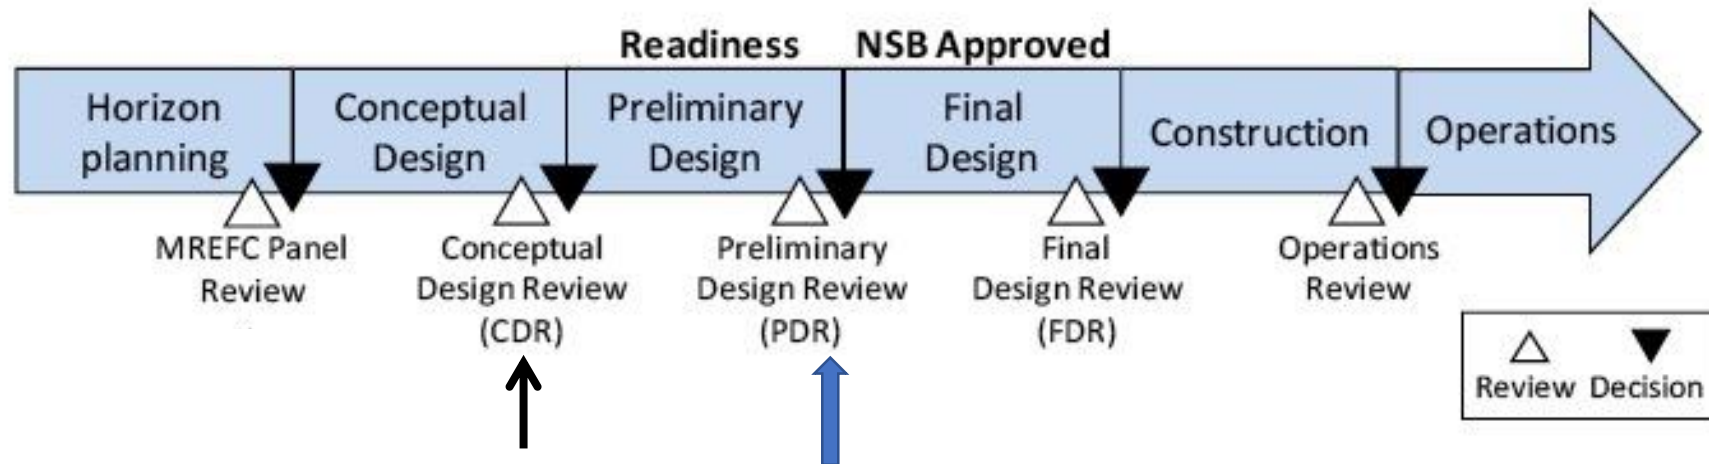 Readiness
NSB Approved
Horizon
planning
Conceptual
Design
Preliminary
Design
Final
Design
Construction
Operations
MREFC Panel
Review
Conceptual
Design Review
(CDR)
Preliminary
Design Review
(PDR)
Final
Design Review
(FDR)
Operations
Review
Review
Decision